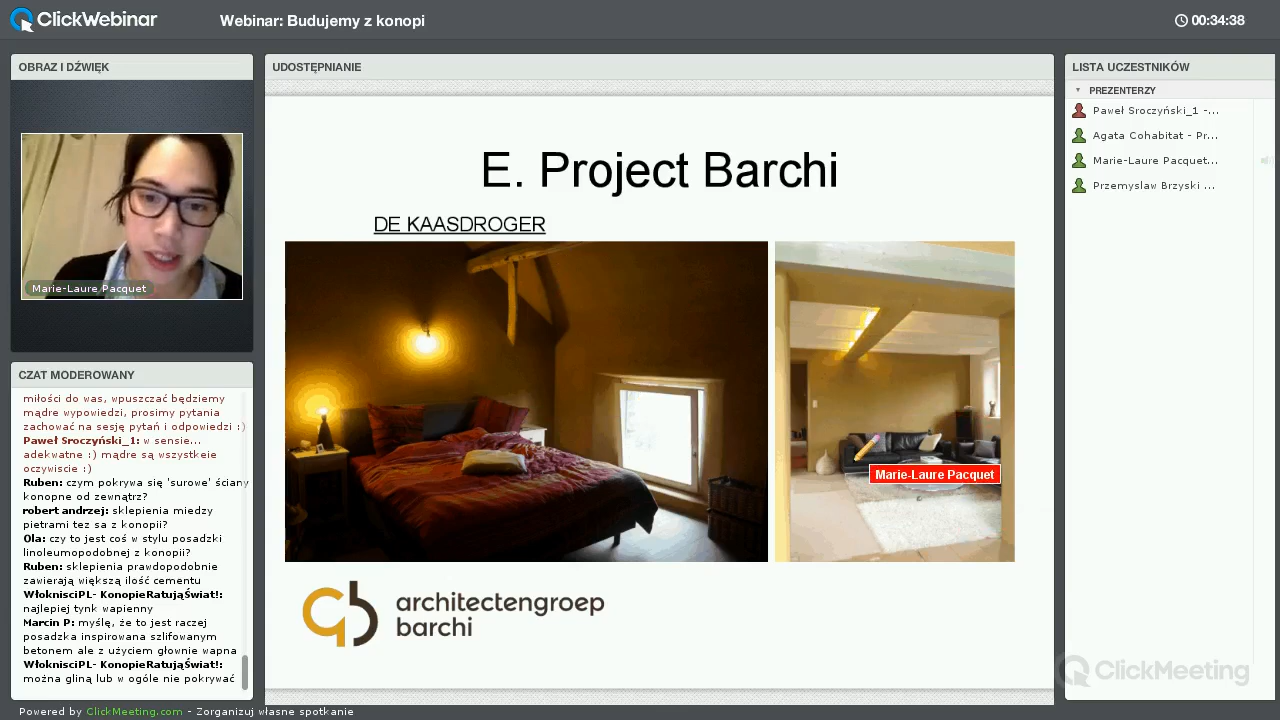 ClickWebinar
Webinar: Budujemy z konopi
00:34:38
OBRAZ I DŹWIĘK
Marie-Laure Pacquet
CZAT MODEROWANY
miłości do was, wpuszczać będziemy
mądre wypowiedzi, prosimy pytania
zachować na sesję pytań i odpowiedzi :)
Paweł Sroczyński_1: w sensie...
adekwatne :) mądre są wszystkeie
oczywiscie :)
Ruben: czym pokrywa się 'surowe' ściany
konopne od zewnątrz?
robert andrzej: sklepienia miedzy
pietrami tez sa z konopii?
Ola: czy to jest coś w stylu posadzki
linoleumopodobnej z konopii?
Ruben: sklepienia prawdopodobnie
zawierają większą ilość cementu
WłoknisciPL- KonopieRatująŚwiat!:
najlepiej tynk wapienny
Marcin P: myślę, że to jest raczej
posadzka inspirowana szlifowanym
betonem ale z użyciem głownie wapna
WłoknisciPL- KonopieRatująŚwiat!:
można gliną lub w ogóle nie pokrywać
UDOSTĘPNIANIE
E. Project Barchi
DE KAASDROGER
Marie-Laure Pacquet
architectengroep
barchi
LISTA UCZESTNIKÓW
PREZENTERZY
Paweł Sroczyński_1 -...
Agata Cohabitat - Pr...
Marie-Laure Pacquet...
Przemyslaw Brzyski ...
ClickMeeting
Powered by ClickMeeting.com - Zorganizuj własne spotkanie